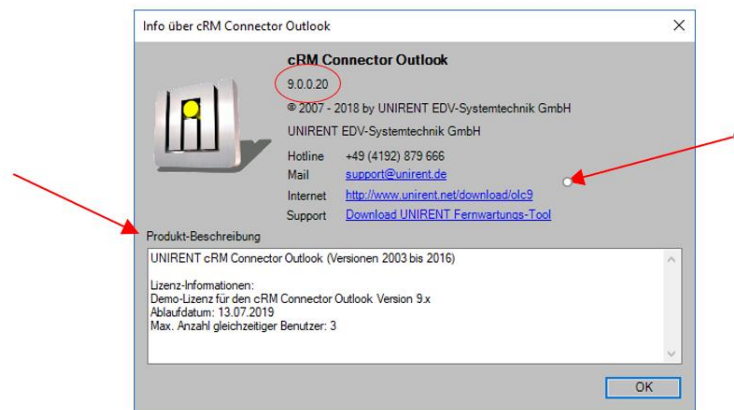 Info über cRM Connector Outlook
cRM Connector Outlook
9.0.0.20
© 2007 - 2018 by UNIRENT EDV-Systemtechnik GmbH
UNIRENT EDV-Systemtechnik GmbH
Hotline +49 (4192) 879 666
Mail support@unirent.de
Internet http://www.unirent.net/download/olc9
Support Download UNIRENT Fernwartungs-Tool
Produkt-Beschreibung
UNIRENT cRM Connector Outlook (Versionen 2003 bis 2016)
Lizenz-Informationen:
Demo-Lizenz für den cRM Connector Outlook Version 9.x
Ablaufdatum: 13.07.2019
Max. Anzahl gleichzeitiger Benutzer: 3
OK